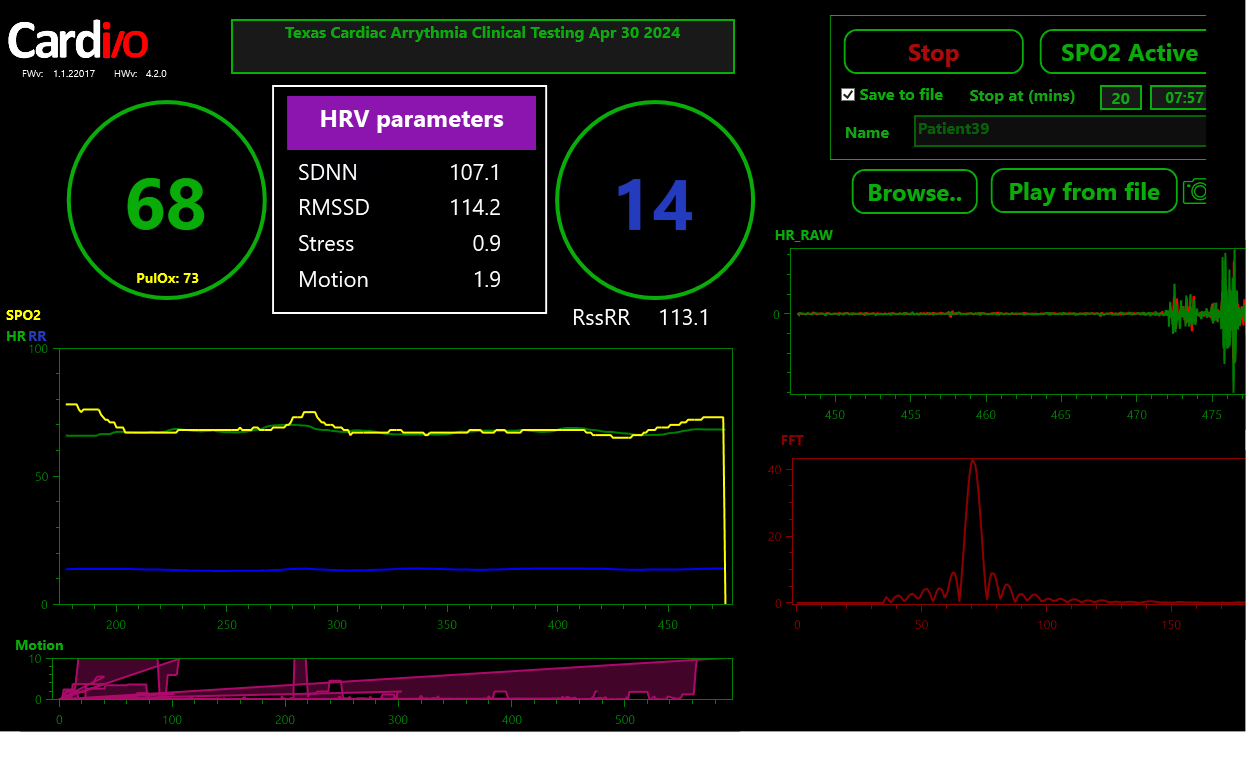 Cardi/o
FWv: 1.1.22017 HWv: 4.2.0
Texas Cardiac Arrythmia Clinical Testing Apr 30 2024
Stop
SPO2 Active
Save to file
Stop at (mins)
20
07:57
Name
Patient39
Browse..
Play from file
68
PulOx: 73
HRV parameters
SDNN 107.1
RMSSD 114.2
Stress 0.9
Motion 1.9
14
RssRR 113.1
SPO2
HR RR
100
50
0
200 250 300 350 400 450
Motion
10
0
0 100 200 300 400 500
HR_RAW
0
450 455 460 465 470 475
FFT
40
20
0
0 50 100 150